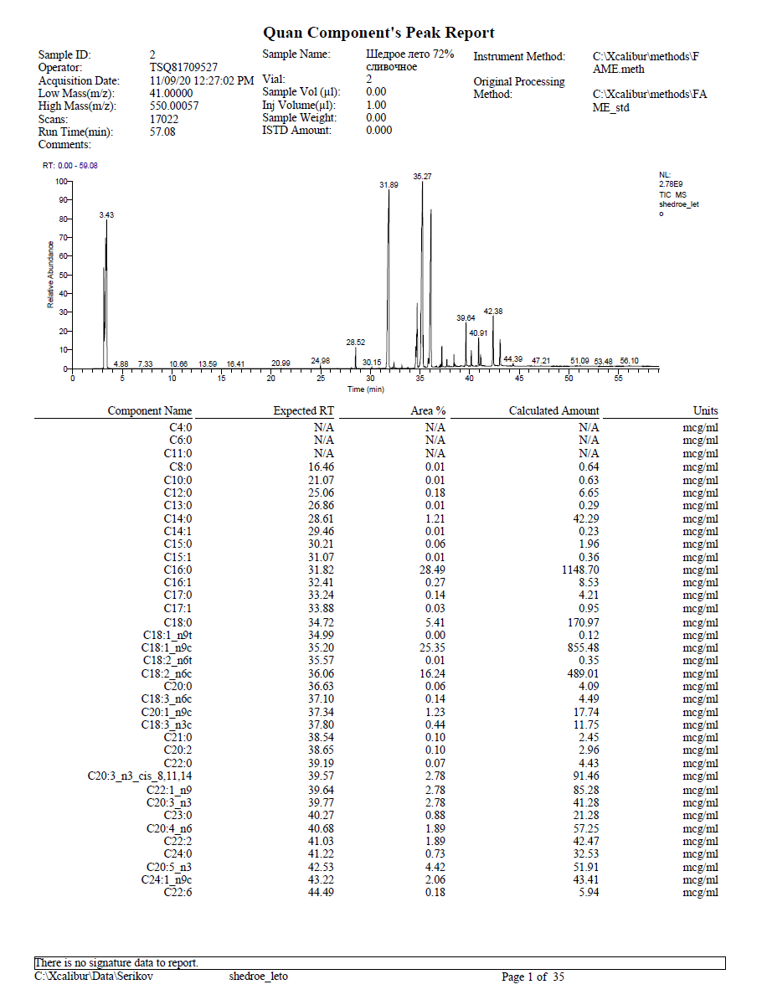 Quan Component's Peak Report
Sample ID: 2
Operator: TSQ81709527
Acquisition Date: 11/09/20 12:27:02 PM
Low Mass(m/z): 41.00000
High Mass(m/z): 550.00057
Scans: 17022
Run Time(min): 57.08
Comments:
Sample Name: Шедрое лето 72%
сливочное
Vial: 2
Sample Vol (µl): 0.00
Inj Volume(µl): 1.00
Sample Weight: 0.00
ISTD Amount: 0.000
Instrument Method: C:\Xcalibur\methods\F
AME.meth
Original Processing
Method: C:\Xcalibur\methods\FA
ME_std
RT: 0.00 - 59.08
NL:
2.78E9
TIC MS
shedroe_let
o
Relative Abundance
100
90
80
70
60
50
40
30
20
10
0
3.43
4.88
7.33
10.66
13.59
16.41
20.99
24.98
28.52
30.15
31.89
35.27
39.64
40.91
42.38
44.39
47.21
51.09
53.48
56.10
0 5 10 15 20 25 30 35 40 45 50 55
Time (min)
Component Name Expected RT Area % Calculated Amount Units
C4:0 N/A N/A N/A mcg/ml
C6:0 N/A N/A N/A mcg/ml
C11:0 N/A N/A N/A mcg/ml
C8:0 16.46 0.01 0.64 mcg/ml
C10:0 21.07 0.01 0.63 mcg/ml
C12:0 25.06 0.18 6.65 mcg/ml
C13:0 26.86 0.01 0.29 mcg/ml
C14:0 28.61 1.21 42.29 mcg/ml
C14:1 29.46 0.01 0.23 mcg/ml
C15:0 30.21 0.06 1.96 mcg/ml
C15:1 31.07 0.01 0.36 mcg/ml
C16:0 31.82 28.49 1148.70 mcg/ml
C16:1 32.41 0.27 8.53 mcg/ml
C17:0 33.24 0.14 4.21 mcg/ml
C17:1 33.88 0.03 0.95 mcg/ml
C18:0 34.72 5.41 170.97 mcg/ml
C18:1_n9t 34.99 0.00 0.12 mcg/ml
C18:1_n9c 35.20 25.35 855.48 mcg/ml
C18:2_n6t 35.57 0.01 0.35 mcg/ml
C18:2_n6c 36.06 16.24 489.01 mcg/ml
C20:0 36.63 0.06 4.09 mcg/ml
C18:3_n6c 37.10 0.14 4.49 mcg/ml
C20:1_n9c 37.34 1.23 17.74 mcg/ml
C18:3_n3c 37.80 0.44 11.75 mcg/ml
C21:0 38.54 0.10 2.45 mcg/ml
C20:2 38.65 0.10 2.96 mcg/ml
C22:0 39.19 0.07 4.43 mcg/ml
C20:3_n3_cis_8,11,14 39.57 2.78 91.46 mcg/ml
C22:1_n9 39.64 2.78 85.28 mcg/ml
C20:3_n3 39.77 2.78 41.28 mcg/ml
C23:0 40.27 0.88 21.28 mcg/ml
C20:4_n6 40.68 1.89 57.25 mcg/ml
C22:2 41.03 1.89 42.47 mcg/ml
C24:0 41.22 0.73 32.53 mcg/ml
C20:5_n3 42.53 4.42 51.91 mcg/ml
C24:1_n9c 43.22 2.06 43.41 mcg/ml
C22:6 44.49 0.18 5.94 mcg/ml
There is no signature data to report.
C:\Xcalibur\Data\Serikov shedroe_leto Page 1 of 35